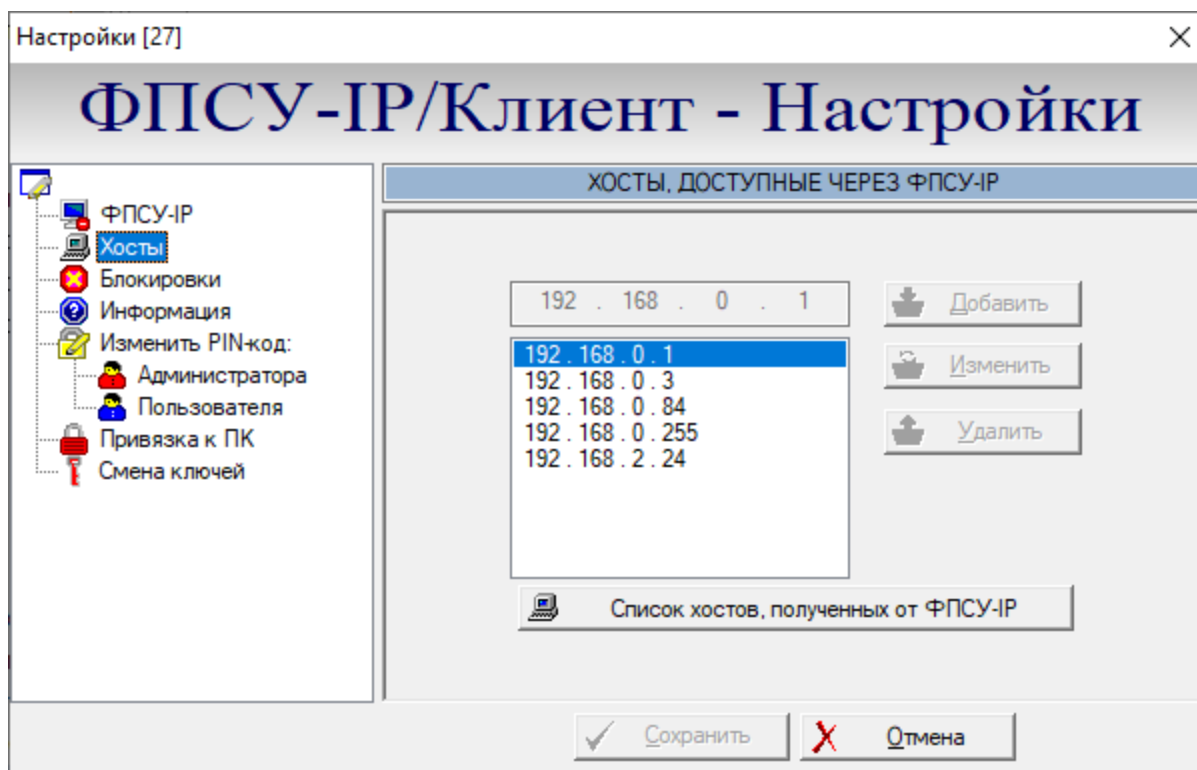 Настройки [27]
ФПСУ-IP/Клиент - Настройки
ФПСУ-IP
Хосты
Блокировки
Информация
Изменить PIN-код:
Администратора
Пользователя
Привязка к ПК
Смена ключей
ХОСТЫ, ДОСТУПНЫЕ ЧЕРЕЗ ФПСУ-IP
192 . 168 . 0 . 1
Добавить
192 . 168 . 0 . 1
192 . 168 . 0 . 3
192 . 168 . 0 . 84
192 . 168 . 0 . 255
192 . 168 . 2 . 24
Изменить
Удалить
Список хостов, полученных от ФПСУ-IP
Сохранить
Отмена